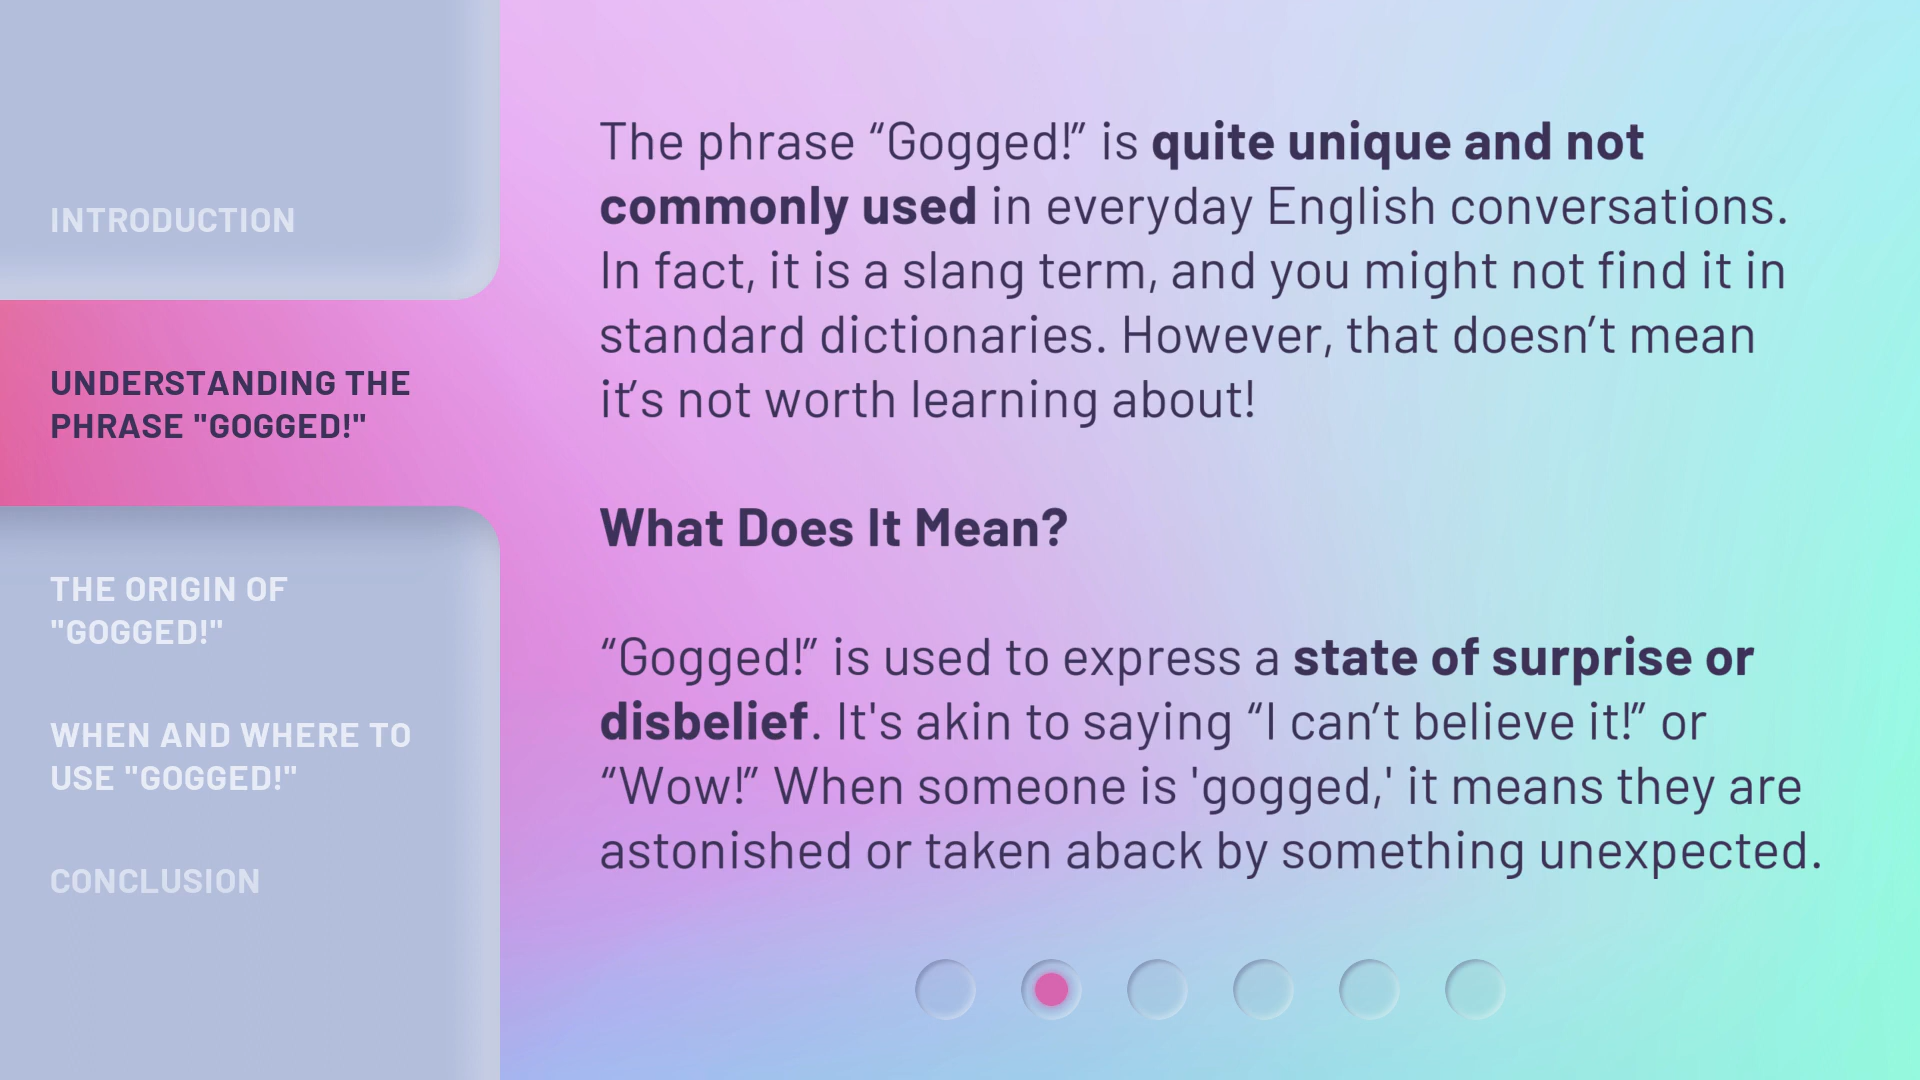 INTRODUCTION
UNDERSTANDING THE
PHRASE "GOGGED!"
THE ORIGIN OF
"GOGGED!"
WHEN AND WHERE TO
USE "GOGGED!"
CONCLUSION
The phrase “Gogged!” is quite unique and not
commonly used in everyday English conversations.
In fact, it is a slang term, and you might not find it in
standard dictionaries. However, that doesn’t mean
it’s not worth learning about!
What Does It Mean?
“Gogged!” is used to express a state of surprise or
disbelief. It's akin to saying “I can’t believe it!” or
“Wow!” When someone is 'gogged,' it means they are
astonished or taken aback by something unexpected.